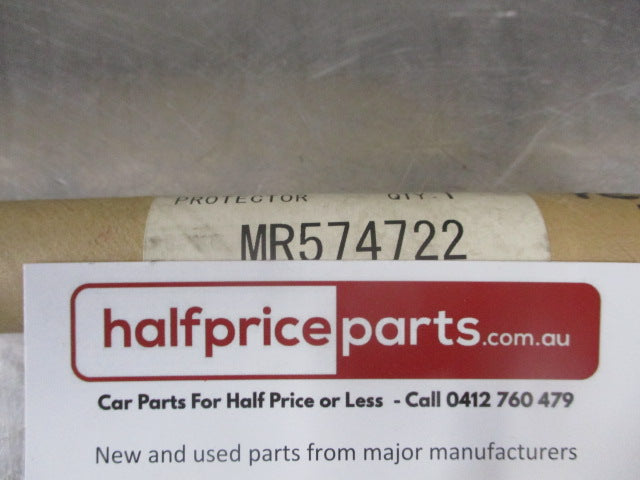 PROTECTOR QTY.1
MR574722
halfpriceparts.com.au
Car Parts For Half Price or Less - Call 0412 760 479
New and used parts from major manufacturers